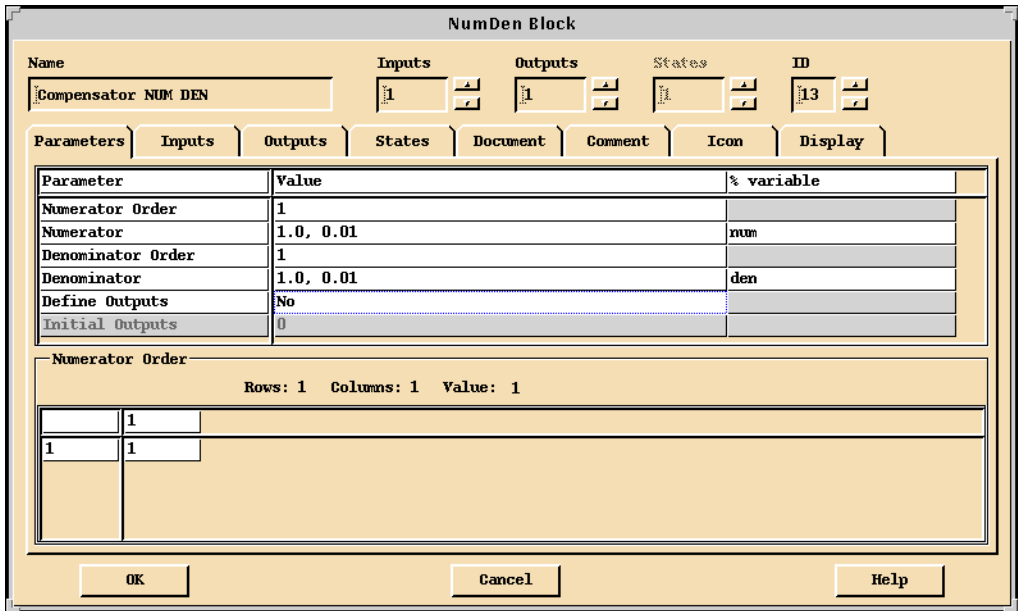 NumDen Block
Name Inputs Outputs States ID
Compensator NUM DEN 1 1 1 13
Parameters Inputs Outputs States Document Comment Icon Display
Parameter Value % variable
Numerator Order 1
Numerator 1.0, 0.01 num
Denominator Order 1
Denominator 1.0, 0.01 den
Define Outputs No
Initial Outputs 0
Numerator Order
Rows: 1 Columns: 1 Value: 1
1
1 1
OK Cancel Help